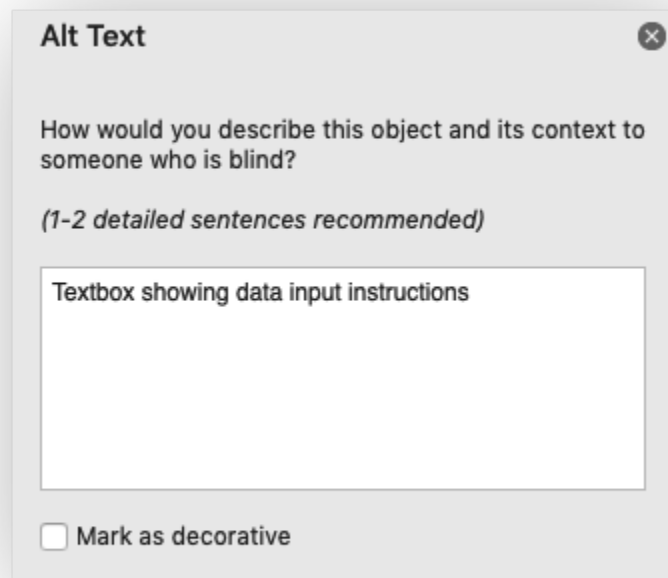 Alt Text
How would you describe this object and its context to
someone who is blind?
(1-2 detailed sentences recommended)
Textbox showing data input instructions
Mark as decorative